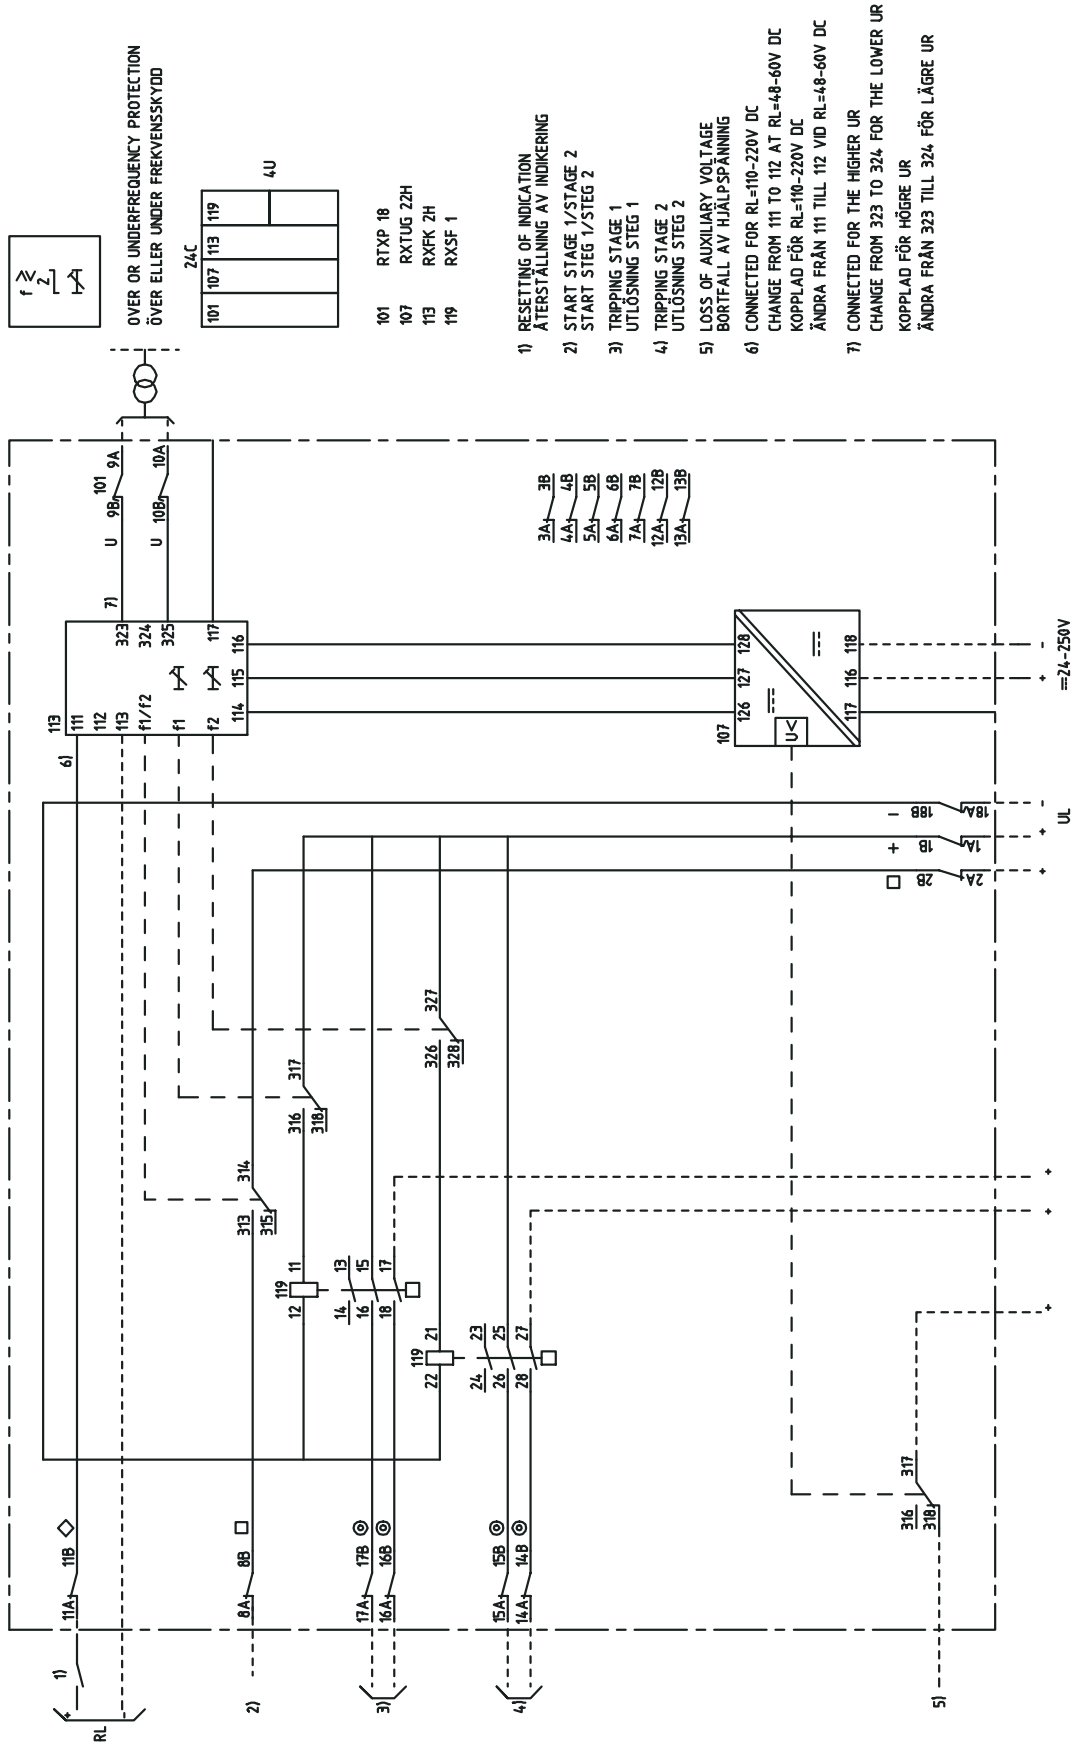 f ≥
2
OVER OR UNDERFREQUENCY PROTECTION
ÖVER ELLER UNDER FREKVENSSKYDD
24C
101 107 113 119
4U
101 RTXP 18
107 RXTUG 22H
113 RXFK 2H
119 RXSF 1
1) RESETTING OF INDICATION
ÅTERSTÄLLNING AV INDIKERING
2) START STAGE 1/STAGE 2
START STEG 1/STEG 2
3) TRIPPING STAGE 1
UTLÖSNING STEG 1
4) TRIPPING STAGE 2
UTLÖSNING STEG 2
5) LOSS OF AUXILIARY VOLTAGE
BORTFALL AV HJÄLPSPÄNNING
6) CONNECTED FOR RL=110-220V DC
CHANGE FROM 111 TO 112 AT RL=48-60V DC
KOPPLAD FÖR RL=110-220V DC
ÄNDRA FRÅN 111 TILL 112 VID RL=48-60V DC
7) CONNECTED FOR THE HIGHER UR
CHANGE FROM 323 TO 324 FOR THE LOWER UR
KOPPLAD FÖR HÖGRE UR
ÄNDRA FRÅN 323 TILL 324 FÖR LÄGRE UR
101
9B 9A
10B 10A
U
U
7)
6)
113
111
112
113
f1/f2
f1
f2
323
324
325
117
114 115 116
3A 3B
4A 4B
5A 5B
6A 6B
7A 7B
12A 12B
13A 13B
107
126 127 128
U<
117 116 118
+ -
==24-250V
- 18B 18A -
+ 1B 1A +
2B 2A +
UL
326 327
328
316 317
318
313 314
315
119
12 11
14 13
16 15
18 17
119
22 21
24 23
26 25
28 27
+
+
+
316 317
318
11A 11B
8A 8B
17A 17B
16A 16B
15A 15B
14A 14B
1)
+ -
RL
2)
3)
4)
5)